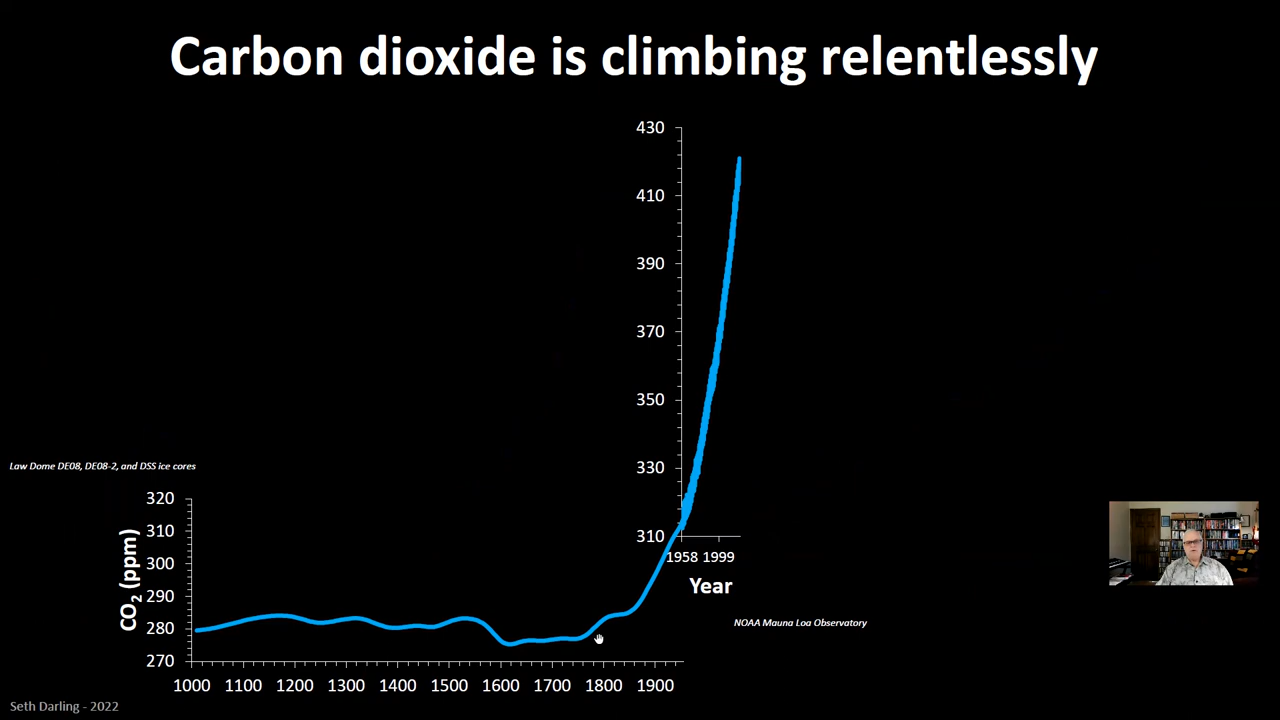 Carbon dioxide is climbing relentlessly
430
410
390
370
350
330
310
1958 1999
Year
NOAA Mauna Loa Observatory
Law Dome DE08, DE08-2, and DSS ice cores
CO2 (ppm)
320
310
300
290
280
270
1000 1100 1200 1300 1400 1500 1600 1700 1800 1900
Seth Darling - 2022